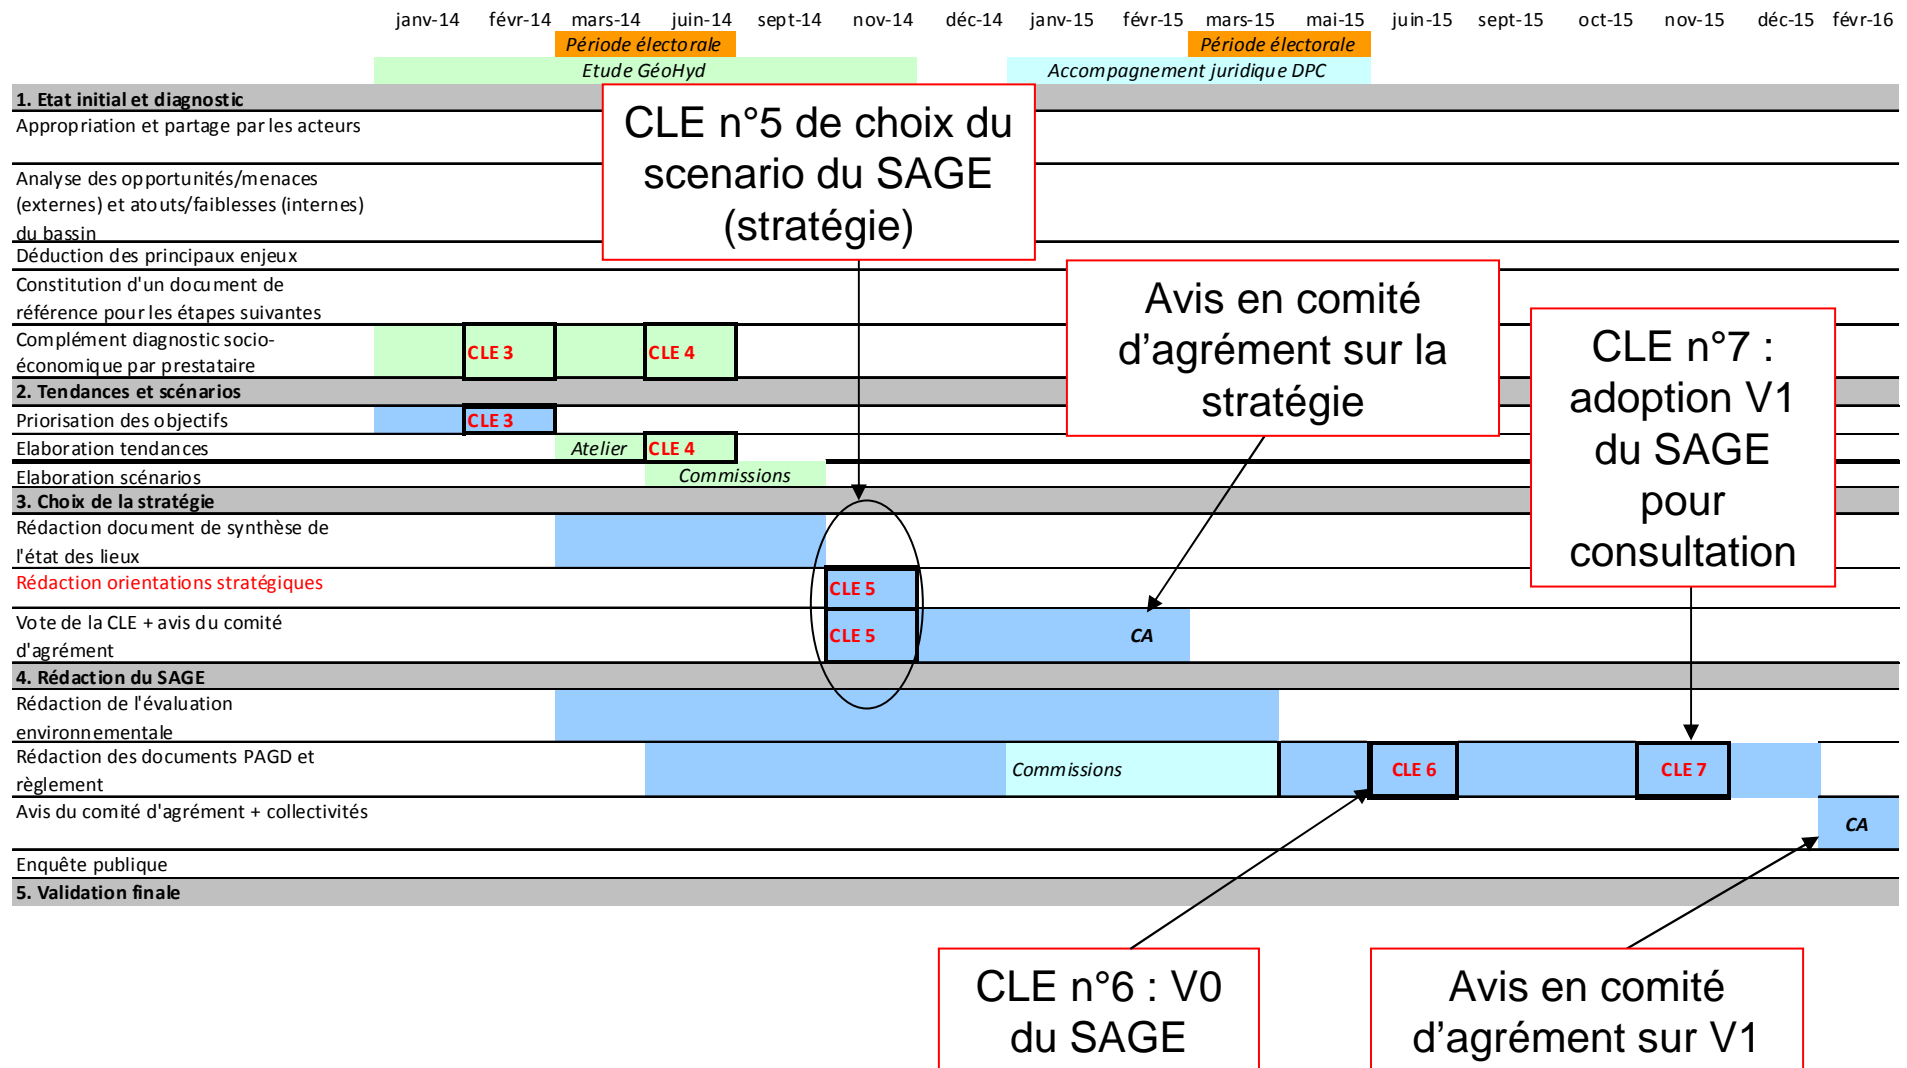 janv-14 févr-14 mars-14 juin-14 sept-14 nov-14 déc-14 janv-15 févr-15 mars-15 mai-15 juin-15 sept-15 oct-15 nov-15 déc-15 févr-16
Période électorale Période électorale
Etude GéoHyd Accompagnement juridique DPC
1. Etat initial et diagnostic
Appropriation et partage par les acteurs
Analyse des opportunités/menaces
(externes) et atouts/faiblesses (internes)
du bassin
Déduction des principaux enjeux
Constitution d'un document de
référence pour les étapes suivantes
Complément diagnostic socio-
économique par prestataire
CLE 3 CLE 4
2. Tendances et scénarios
Priorisation des objectifs CLE 3
Elaboration tendances Atelier CLE 4
Elaboration scénarios Commissions
3. Choix de la stratégie
Rédaction document de synthèse de
l'état des lieux
Rédaction orientations stratégiques CLE 5
Vote de la CLE + avis du comité
d'agrément
CLE 5 CA
4. Rédaction du SAGE
Rédaction de l'évaluation
environnementale
Rédaction des documents PAGD et
règlement
Commissions CLE 6 CLE 7
Avis du comité d'agrément + collectivités
CA
Enquête publique
5. Validation finale
CLE n°5 de choix du
scenario du SAGE
(stratégie)
Avis en comité
d’agrément sur la
stratégie
CLE n°7 :
adoption V1
du SAGE
pour
consultation
CLE n°6 : V0
du SAGE
Avis en comité
d’agrément sur V1